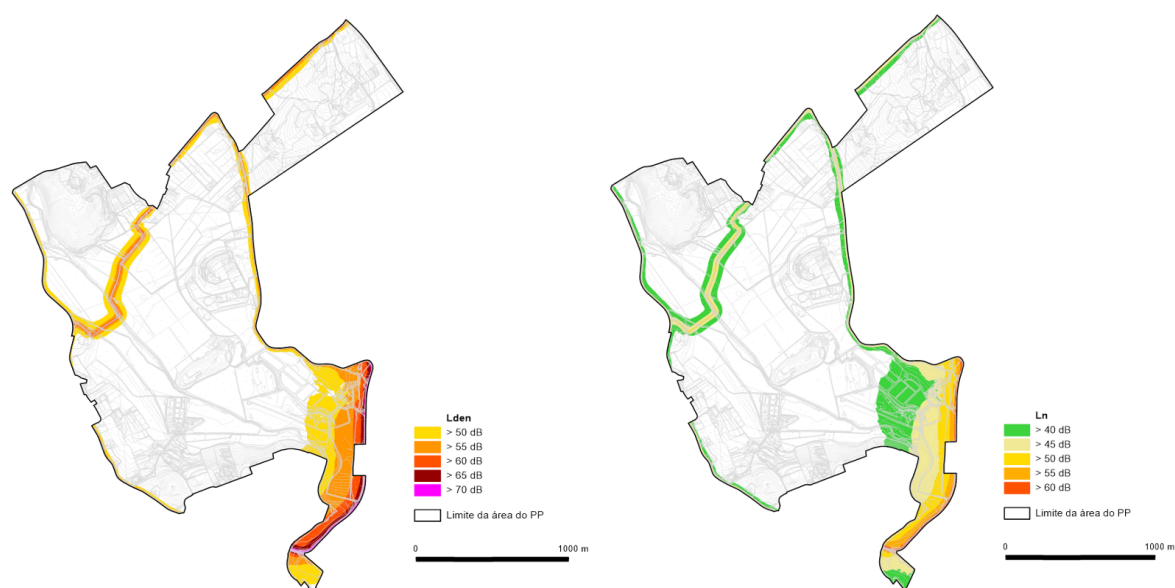 Lden
> 50 dB
> 55 dB
> 60 dB
> 65 dB
> 70 dB
Limite da área do PP
0
1000 m
Ln
> 40 dB
> 45 dB
> 50 dB
> 55 dB
> 60 dB
Limite da área do PP
0
1000 m